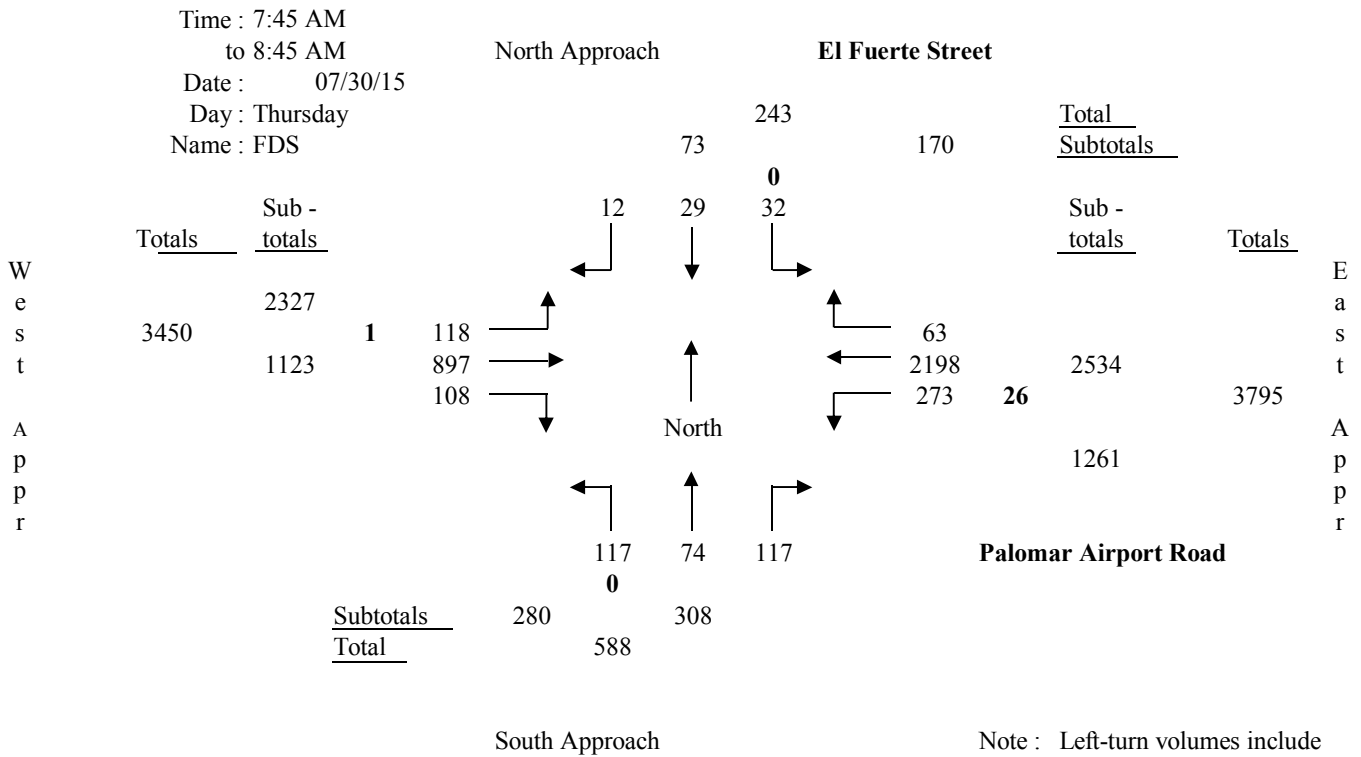 Time : 7:45 AM
to 8:45 AM North Approach El Fuerte Street
Date : 07/30/15
Day : Thursday 243 Total
Name : FDS 73 170 Subtotals
0
Sub - 12 29 32 Sub -
Totals totals totals Totals
W E
e 2327 a
s 3450 1 118 63 s
t 1123 897 2198 2534 t
108 273 26 3795
A North A
p 1261 p
p p
r r
117 74 117 Palomar Airport Road
0
Subtotals 280 308
Total 588
South Approach Note : Left-turn volumes include